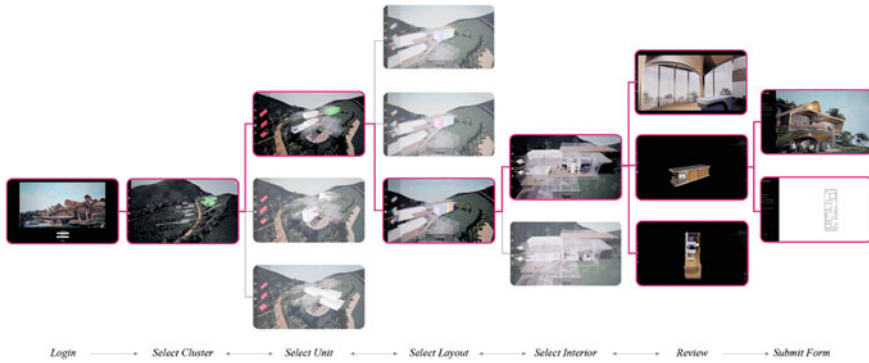 Login
Select Cluster
Select Unit
Select Layout
Select Interior
Review
Submit Form